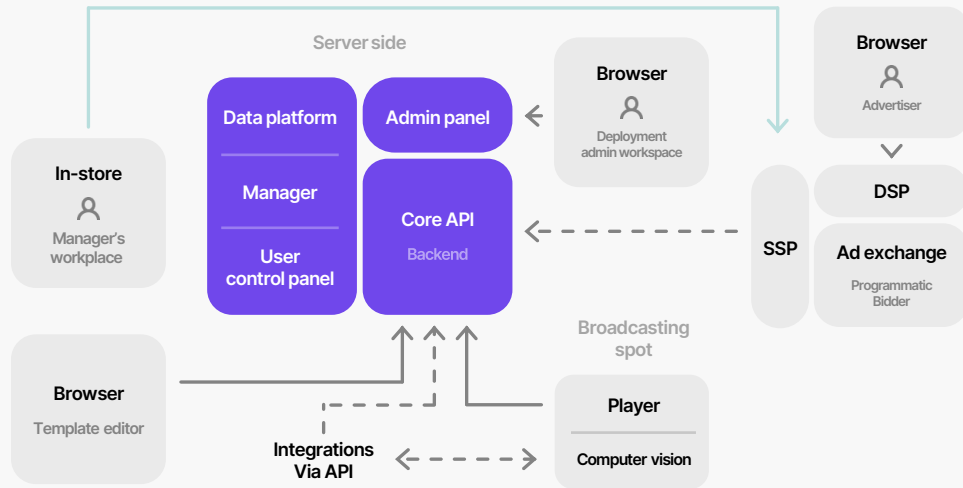 Server side
Browser
Advertiser
Browser
Deployment
admin workspace
Data platform
Manager
User
control panel
Admin panel
Core API
Backend
In-store
Manager's
workplace
SSP
DSP
Ad exchange
Programmatic
Bidder
Broadcasting
spot
Browser
Template editor
Integrations
Via API
Player
Computer vision